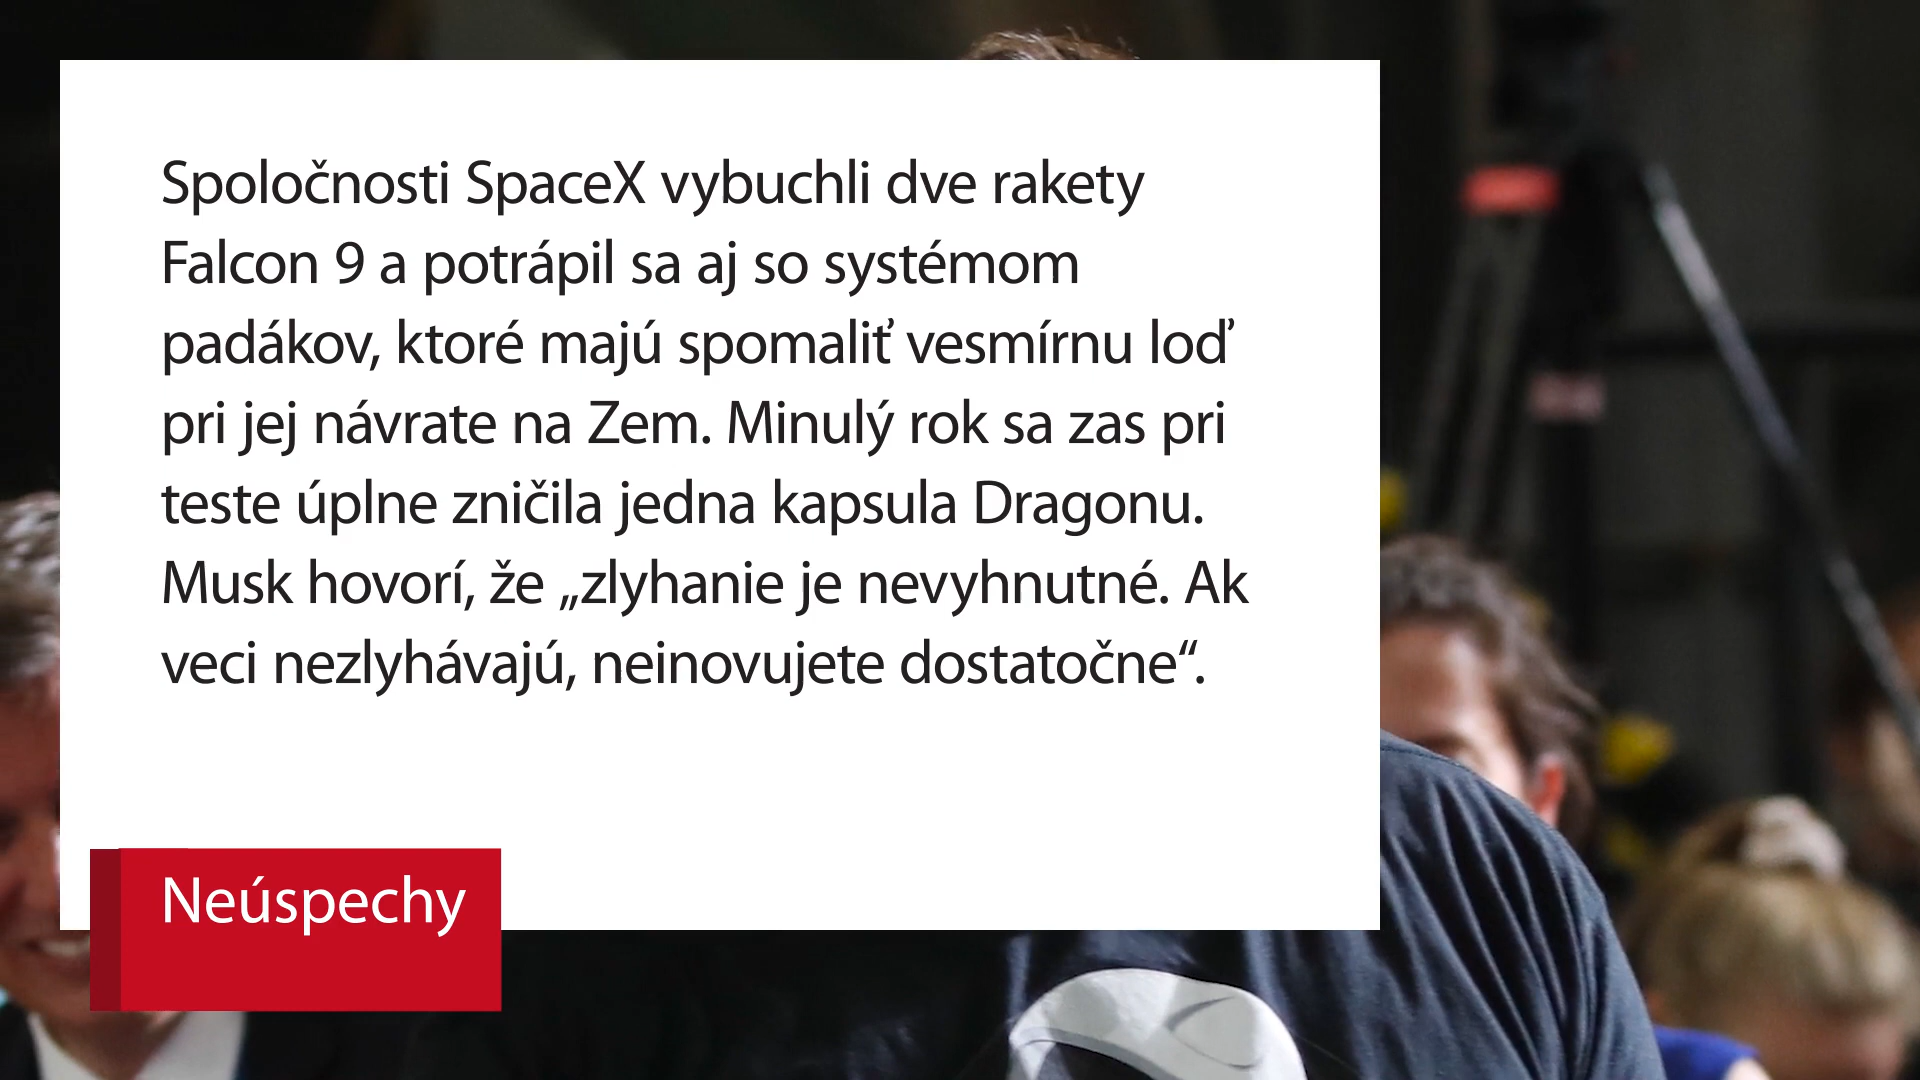 Spoločnosti SpaceX vybuchli dve rakety
Falcon 9 a potrápil sa aj so systémom
padákov, ktoré majú spomaliť vesmírnu loď
pri jej návrate na Zem. Minulý rok sa zas pri
teste úplne zničila jedna kapsula Dragonu.
Musk hovorí, že „zlyhanie je nevyhnutné. Ak
veci nezlyhávajú, neinovujete dostatočne“.
Neúspechy